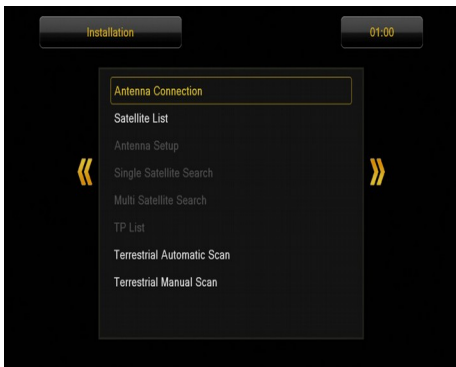 Installation
01:00
Antenna Connection
Satellite List
Antenna Setup
Single Satellite Search
Multi Satellite Search
TP List
Terrestrial Automatic Scan
Terrestrial Manual Scan